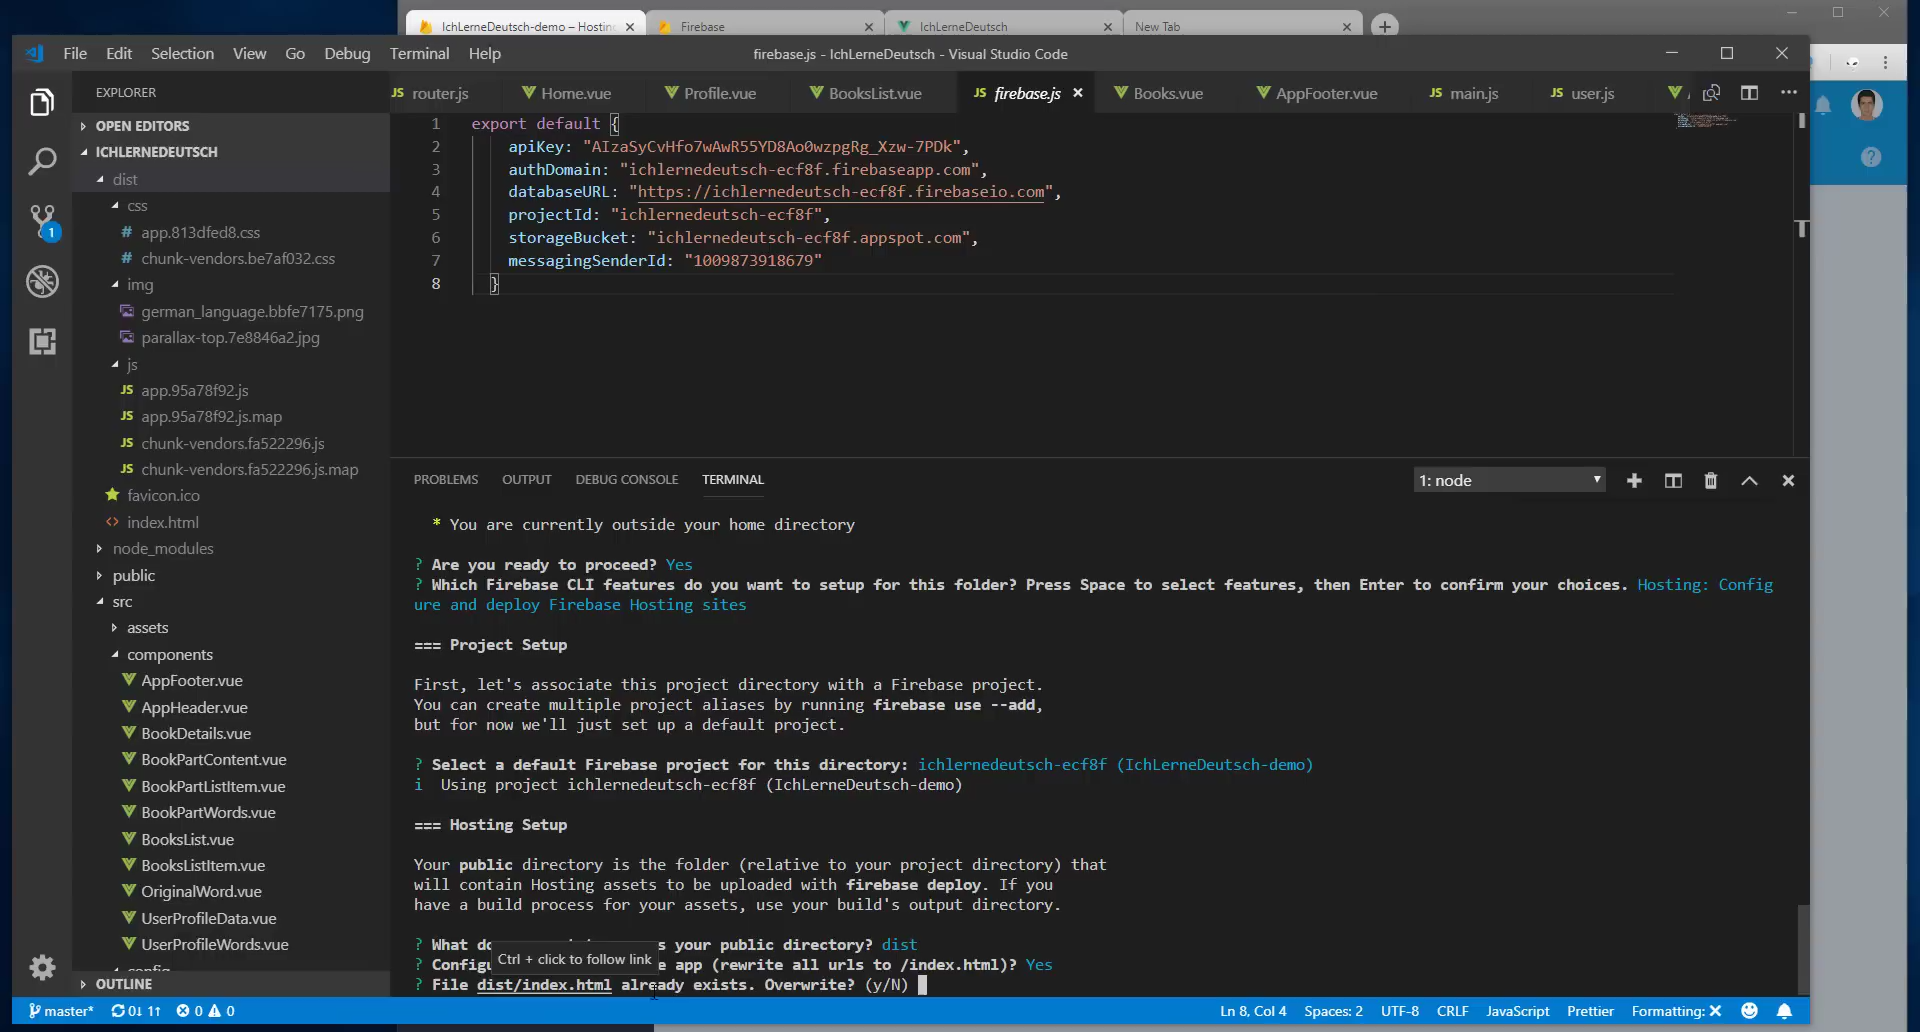 IchLerneDeutsch-demo – Hostin
Firebase
IchLerneDeutsch
New Tab
File Edit Selection View Go Debug Terminal Help
firebase.js - IchLerneDeutsch - Visual Studio Code
EXPLORER
OPEN EDITORS
ICHLERNEDEUTSCH
dist
css
# app.813dfed8.css
# chunk-vendors.be7af032.css
img
german_language.bbfe7175.png
parallax-top.7e8846a2.jpg
js
JS app.95a78f92.js
JS app.95a78f92.js.map
JS chunk-vendors.fa522296.js
JS chunk-vendors.fa522296.js.map
favicon.ico
<> index.html
node_modules
public
src
assets
components
AppFooter.vue
AppHeader.vue
BookDetails.vue
BookPartContent.vue
BookPartListItem.vue
BookPartWords.vue
BooksList.vue
BooksListItem.vue
OriginalWord.vue
UserProfileData.vue
UserProfileWords.vue
config
OUTLINE
JS router.js
Home.vue
Profile.vue
BooksList.vue
JS firebase.js
Books.vue
AppFooter.vue
JS main.js
JS user.js
1 export default {
2 apiKey: "AIzaSyCvHfo7wAwR55YD8Ao0wzpgRg_Xzw-7PDk",
3 authDomain: "ichlernedeutsch-ecf8f.firebaseapp.com",
4 databaseURL: "https://ichlernedeutsch-ecf8f.firebaseio.com",
5 projectId: "ichlernedeutsch-ecf8f",
6 storageBucket: "ichlernedeutsch-ecf8f.appspot.com",
7 messagingSenderId: "1009873918679"
8 }
PROBLEMS OUTPUT DEBUG CONSOLE TERMINAL
1: node
* You are currently outside your home directory
? Are you ready to proceed? Yes
? Which Firebase CLI features do you want to setup for this folder? Press Space to select features, then Enter to confirm your choices. Hosting: Config
ure and deploy Firebase Hosting sites
=== Project Setup
First, let's associate this project directory with a Firebase project.
You can create multiple project aliases by running firebase use --add,
but for now we'll just set up a default project.
? Select a default Firebase project for this directory: ichlernedeutsch-ecf8f (IchLerneDeutsch-demo)
i Using project ichlernedeutsch-ecf8f (IchLerneDeutsch-demo)
=== Hosting Setup
Your public directory is the folder (relative to your project directory) that
will contain Hosting assets to be uploaded with firebase deploy. If you
have a build process for your assets, use your build's output directory.
? What do your public directory? dist
Ctrl + click to follow link
? Configu app (rewrite all urls to /index.html)? Yes
? File dist/index.html already exists. Overwrite? (y/N)
master* 0↓ 1↑ 0 0
Ln 8, Col 4 Spaces: 2 UTF-8 CRLF JavaScript Prettier Formatting: ✕